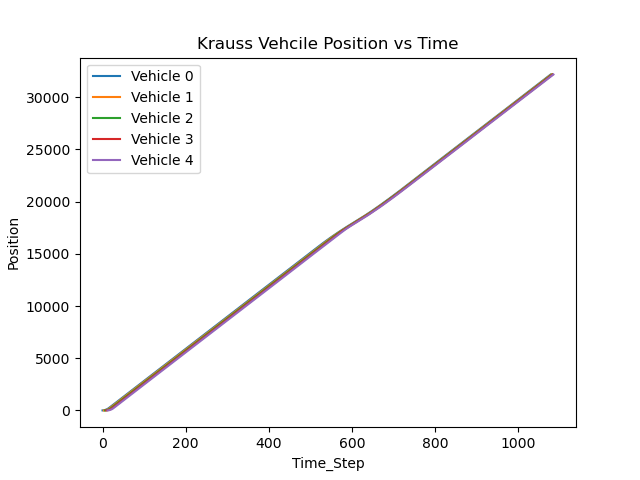 Krauss Vehcile Position vs Time
Vehicle 0
Vehicle 1
Vehicle 2
Vehicle 3
Vehicle 4
30000
25000
20000
15000
10000
5000
0
Position
0 200 400 600 800 1000
Time_Step